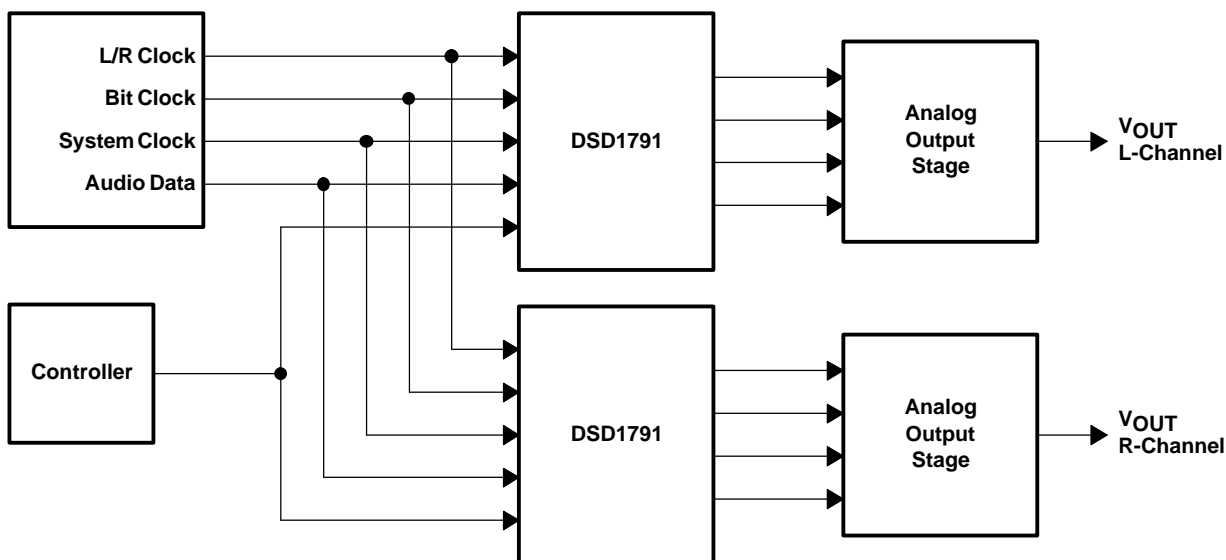 L/R Clock
Bit Clock
System Clock
Audio Data
DSD1791
Analog
Output
Stage
VOUT
L-Channel
Controller
DSD1791
Analog
Output
Stage
VOUT
R-Channel